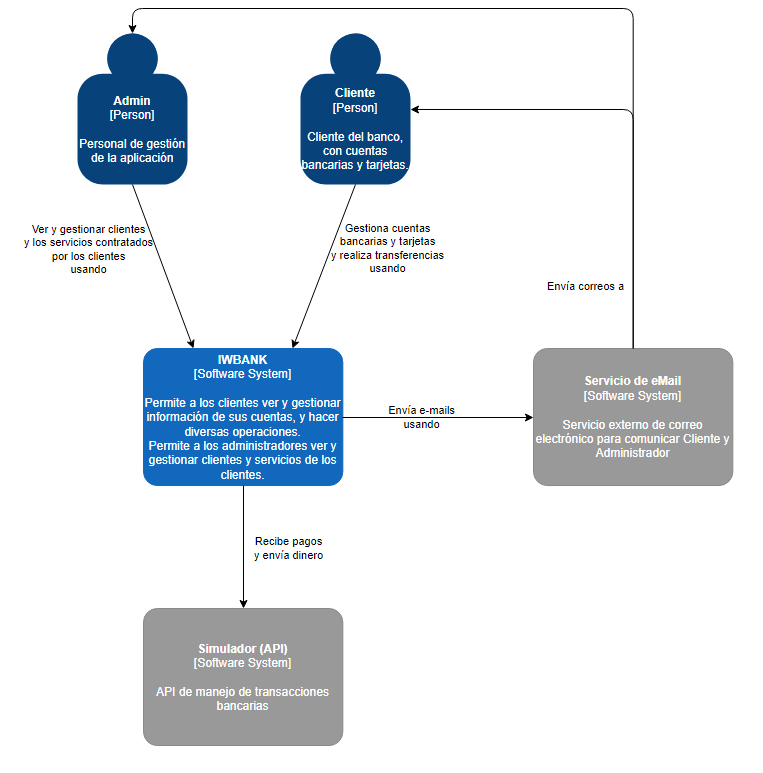 Admin
[Person]
Personal de gestión
de la aplicación
Cliente
[Person]
Cliente del banco,
con cuentas
bancarias y tarjetas.
Ver y gestionar clientes
y los servicios contratados
por los clientes
usando
Gestiona cuentas
bancarias y tarjetas
y realiza transferencias
usando
Envía correos a
IWBANK
[Software System]
Permite a los clientes ver y gestionar
información de sus cuentas, y hacer
diversas operaciones.
Permite a los administradores ver y
gestionar clientes y servicios de los
clientes.
Envía e-mails
usando
Servicio de eMail
[Software System]
Servicio externo de correo
electrónico para comunicar Cliente y
Administrador
Recibe pagos
y envía dinero
Simulador (API)
[Software System]
API de manejo de transacciones
bancarias